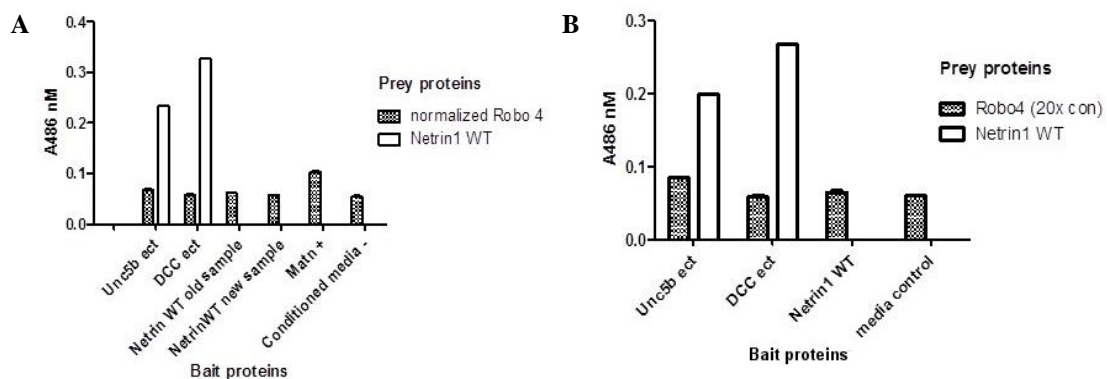 A
0.4
0.3
0.2
0.1
0.0
A486 nM
Prey proteins
normalized Robo 4
Netrin1 WT
Unc5b ect
DCC ect
Netrin WT old sample
NetrinWT new sample
Matn +
Conditioned media -
Bait proteins
B
0.3
0.2
0.1
0.0
A486 nM
Prey proteins
Robo4 (20x con)
Netrin1 WT
Unc5b ect
DCC ect
Netrin1 WT
media control
Bait proteins